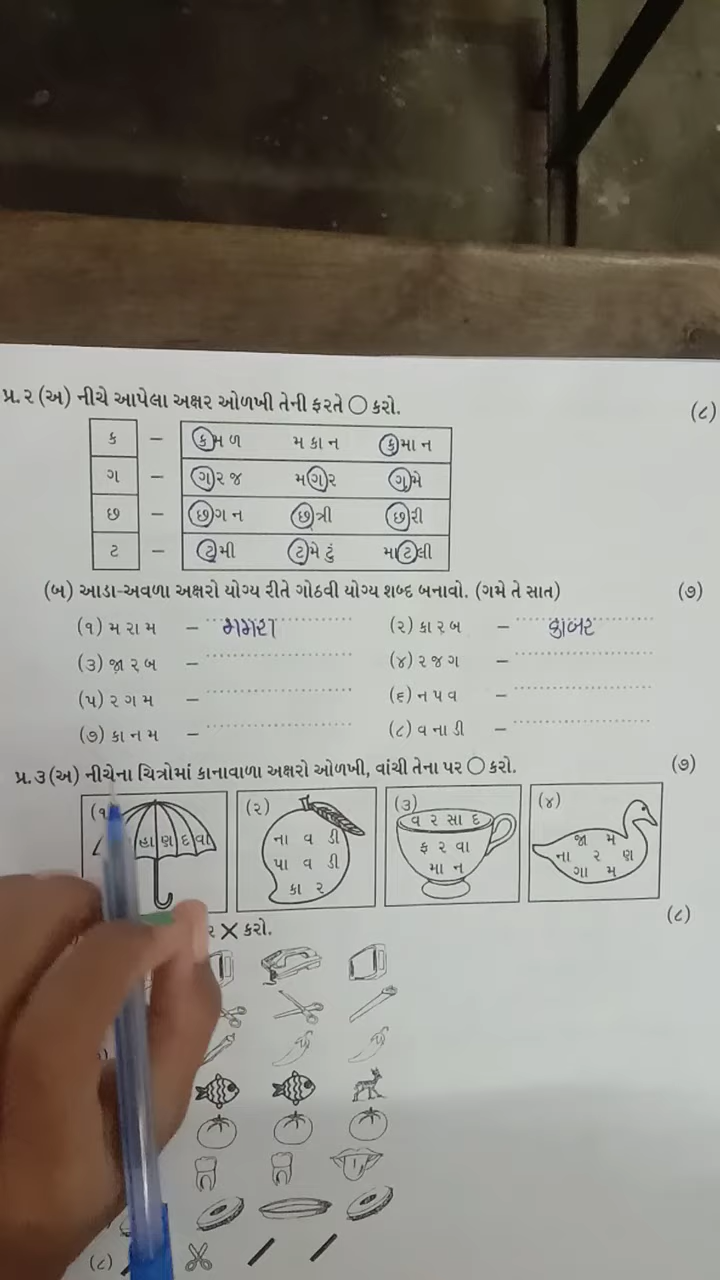 પ્ર.૨ (અ) નીચે આપેલા અક્ષર ઓળખી તેની ફરતે ○ કરો. (૮)
ક – કમળ મકાન કમાન
ગ – ગરજ મગર ગમે
છ – છગન છત્રી છરી
ટ – ટમી ટમેટું માટલી
(બ) આડા-અવળા અક્ષરો યોગ્ય રીતે ગોઠવી યોગ્ય શબ્દ બનાવો. (ગમે તે સાત) (૭)
(૧) મ રા મ – મમરા (૨) કા ર બ – કાબર
(૩) જા ર બ – (૪) ર જ ગ –
(૫) ર ગ મ – (૬) ન પ વ –
(૭) કા ન મ – (૮) વ ના ડી –
પ્ર.૩ (અ) નીચેના ચિત્રોમાં કાનાવાળા અક્ષરો ઓળખી, વાંચી તેના પર ○ કરો. (૭)
(૧ (૨) (૩) (૪)
હા ણ દ વા
ના વ ડી
પા વ ડી
કા ર
વ ર સા દ
ફ ર વા
મા ન
જા મ
ના ર ણ
ગા મ
ર X કરો. (૮)
(૮)